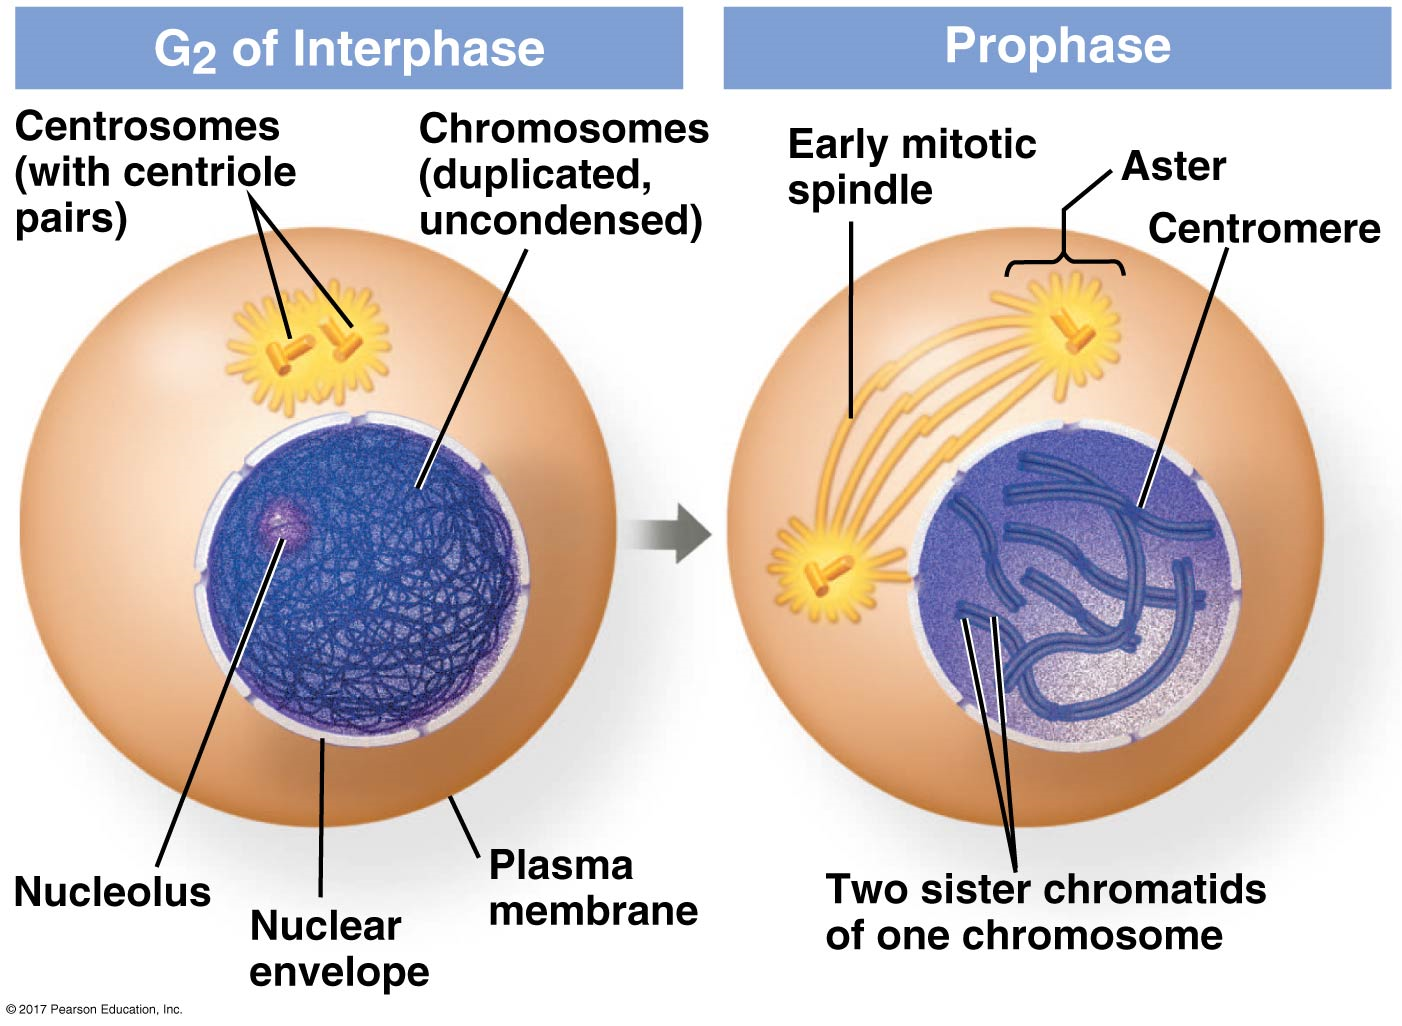 G2 of Interphase
Centrosomes
(with centriole
pairs)
Chromosomes
(duplicated,
uncondensed)
Nucleolus
Nuclear
envelope
Plasma
membrane
Prophase
Early mitotic
spindle
Aster
Centromere
Two sister chromatids
of one chromosome
© 2017 Pearson Education, Inc.